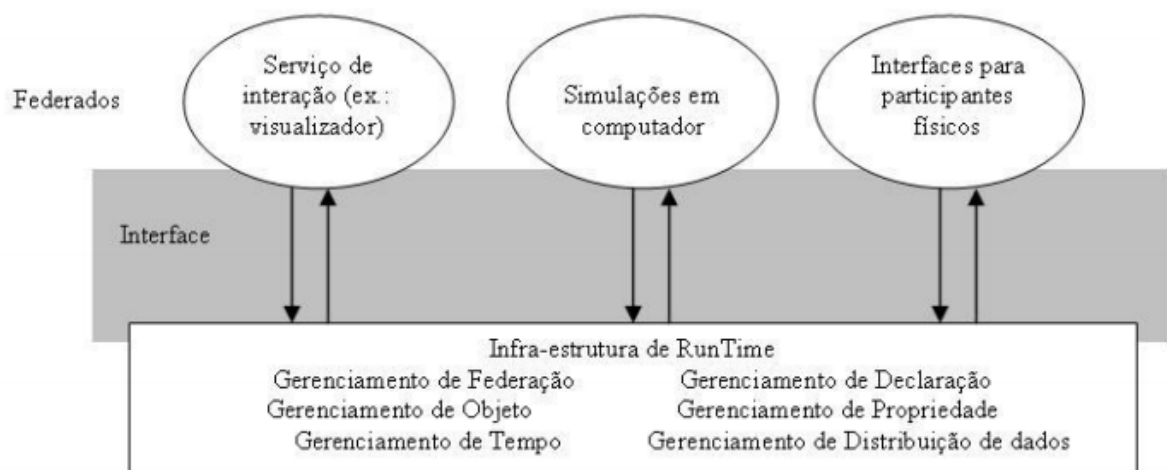 Federados
Serviço de
interação (ex.:
visualizador)
Simulações em
computador
Interfaces para
participantes
físicos
Interface
Infra-estrutura de RunTime
Gerenciamento de Federação
Gerenciamento de Declaração
Gerenciamento de Objeto
Gerenciamento de Propriedade
Gerenciamento de Tempo
Gerenciamento de Distribuição de dados